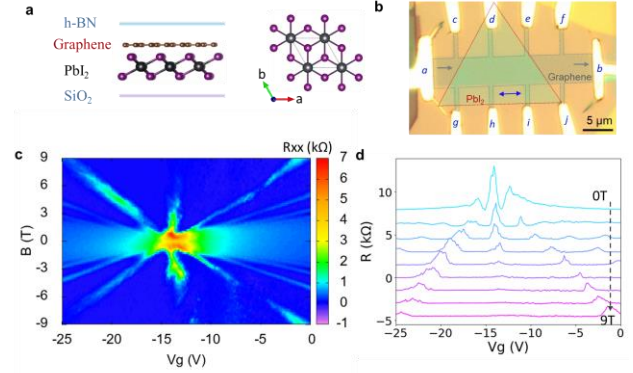 a
h-BN
Graphene
PbI₂
SiO₂
b
a
b
c d e f
a
b
Graphene
PbI₂
g h i j
5 μm
c
Rxx (kΩ)
B (T)
9
6
3
0
-3
-6
-9
-25 -20 -15 -10 -5 0
Vg (V)
7
6
5
4
3
2
1
0
-1
d
R (kΩ)
10
5
0
−5
0T
9T
−25 −20 −15 −10 −5 0
Vg (V)